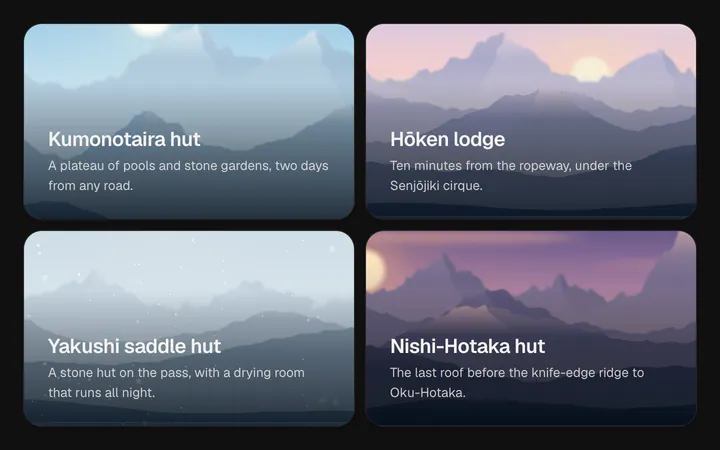 Kumonotaira hut
A plateau of pools and stone gardens, two days
from any road.
Hōken lodge
Ten minutes from the ropeway, under the
Senjōjiki cirque.
Yakushi saddle hut
A stone hut on the pass, with a drying room
that runs all night.
Nishi-Hotaka hut
The last roof before the knife-edge ridge to
Oku-Hotaka.